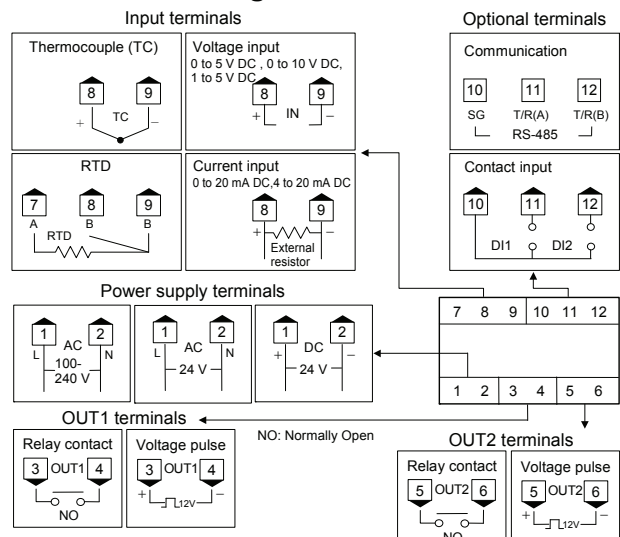 Input terminals
Thermocouple (TC)
8 9
TC
+ −
Voltage input
0 to 5 V DC , 0 to 10 V DC,
1 to 5 V DC
8 9
+ IN −
RTD
7 8 9
A B B
RTD
Current input
0 to 20 mA DC,4 to 20 mA DC
8 9
+ −
External
resistor
Optional terminals
Communication
10 11 12
SG T/R(A) T/R(B)
RS-485
Contact input
10 11 12
DI1 DI2
Power supply terminals
1 2
AC
L N
100-
240 V
1 2
AC
L N
24 V
1 2
DC
+ −
24 V
7 8 9 10 11 12
1 2 3 4 5 6
OUT1 terminals
Relay contact
3 OUT1 4
NO
Voltage pulse
3 OUT1 4
+ −
12V
NO: Normally Open
OUT2 terminals
Relay contact
5 OUT2 6
NO
Voltage pulse
5 OUT2 6
+ −
12V